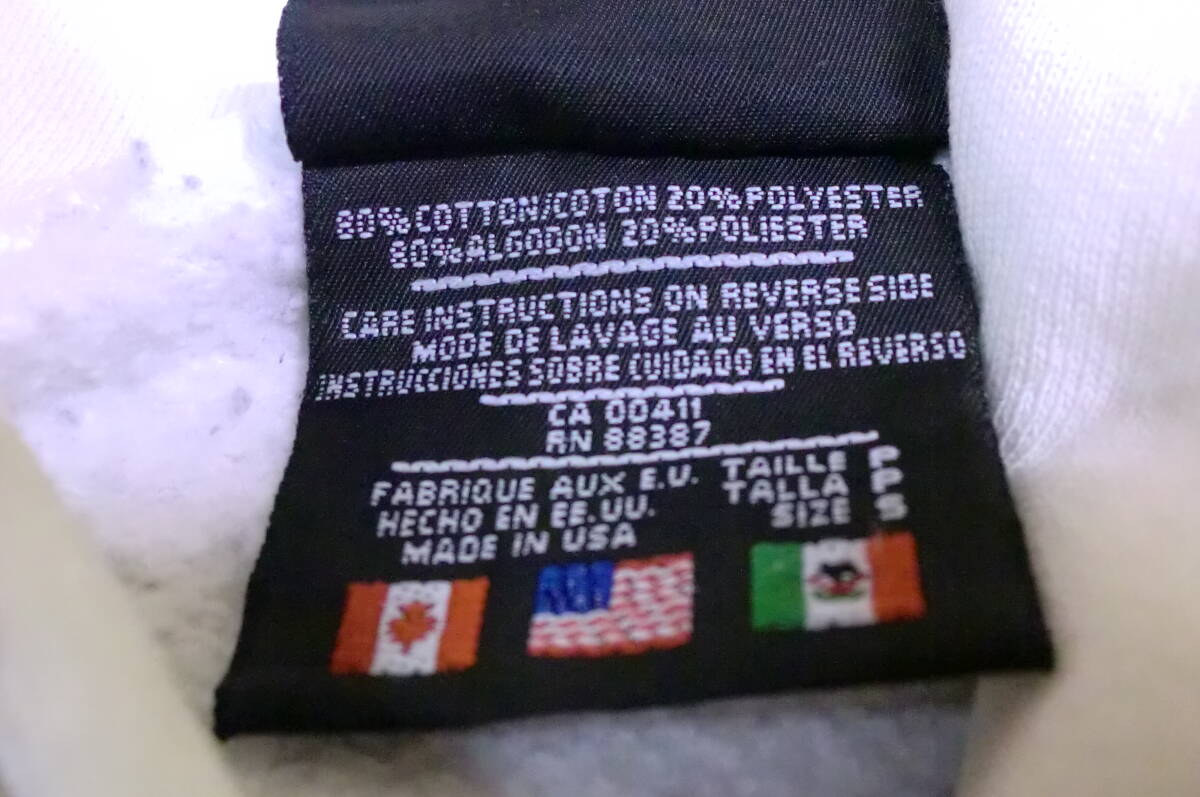 80% COTTON/COTON 20% POLYESTER
80% ALGODON 20% POLIESTER
CARE INSTRUCTIONS ON REVERSE SIDE
MODE DE LAVAGE AU VERSO
INSTRUCCIONES SOBRE CUIDADO EN EL REVERSO
CA 00411
RN 88387
FABRIQUE AUX E.U. TAILLE P
HECHO EN EE.UU. TALLA P
MADE IN USA SIZE S